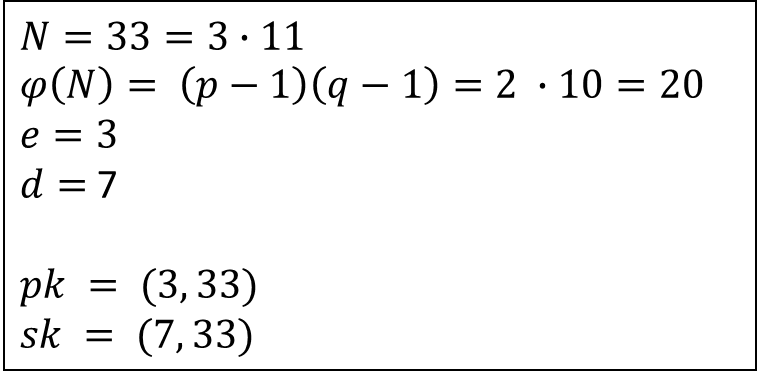 N = 33 = 3 · 11
φ(N) = (p − 1)(q − 1) = 2 · 10 = 20
e = 3
d = 7
pk = (3, 33)
sk = (7, 33)